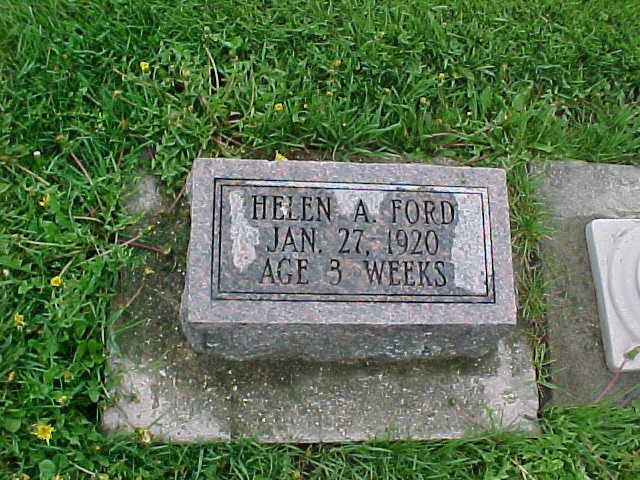 HELEN A. FORD
JAN. 27, 1920
AGE 3 WEEKS